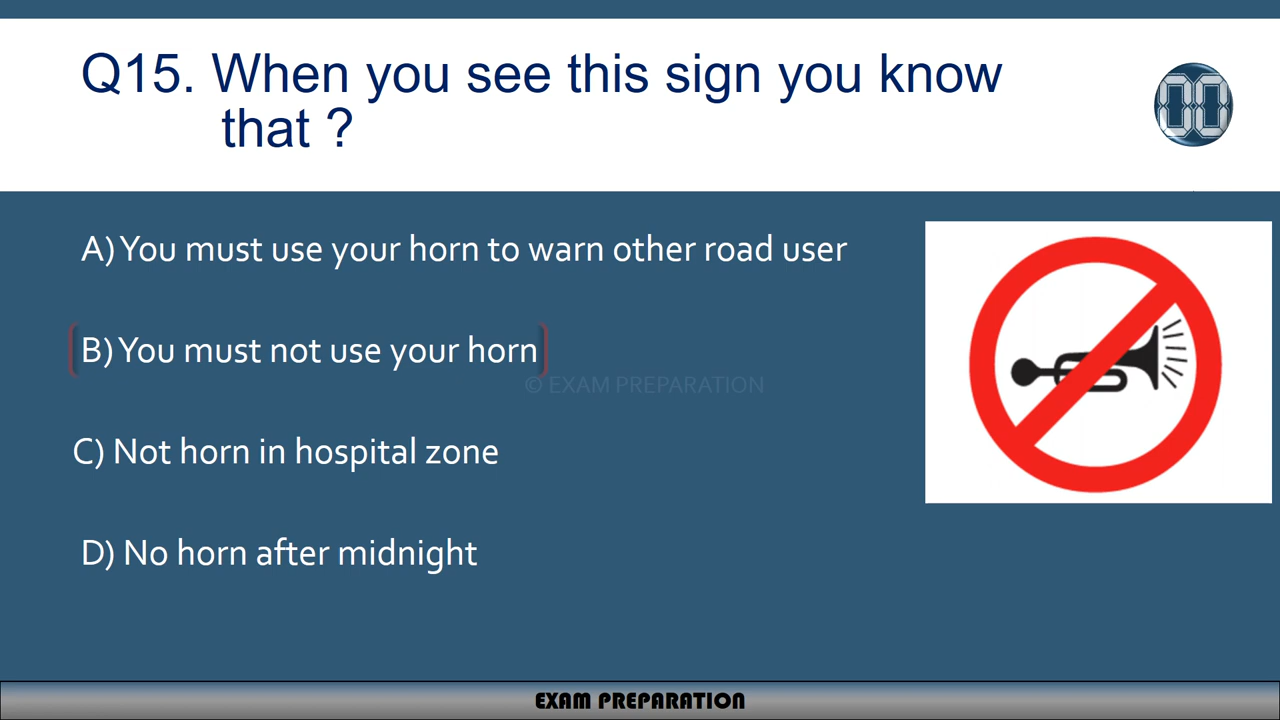 Q15. When you see this sign you know
that ?
00
A) You must use your horn to warn other road user
B) You must not use your horn
© EXAM PREPARATION
C) Not horn in hospital zone
D) No horn after midnight
EXAM PREPARATION